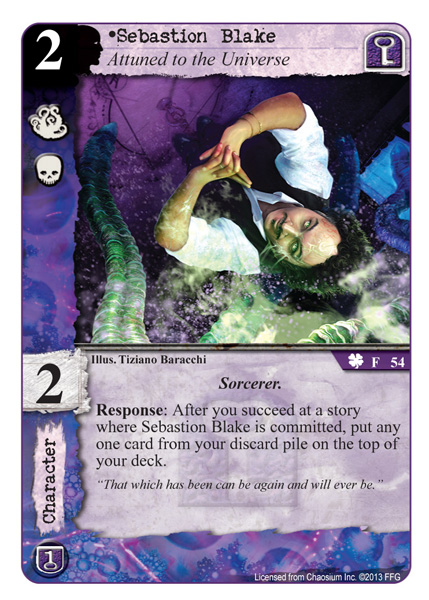 2
•Sebastion Blake
Attuned to the Universe
Illus. Tiziano Baracchi
F 54
2
Sorcerer.
Response: After you succeed at a story
where Sebastion Blake is committed, put any
one card from your discard pile on the top of
your deck.
“That which has been can be again and will ever be.”
Character
1
Licensed from Chaosium Inc. ©2013 FFG